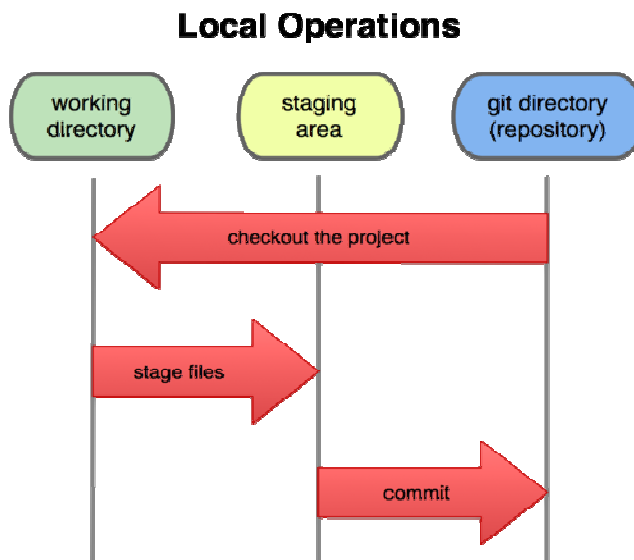 Local Operations
working
directory
staging
area
git directory
(repository)
checkout the project
stage files
commit